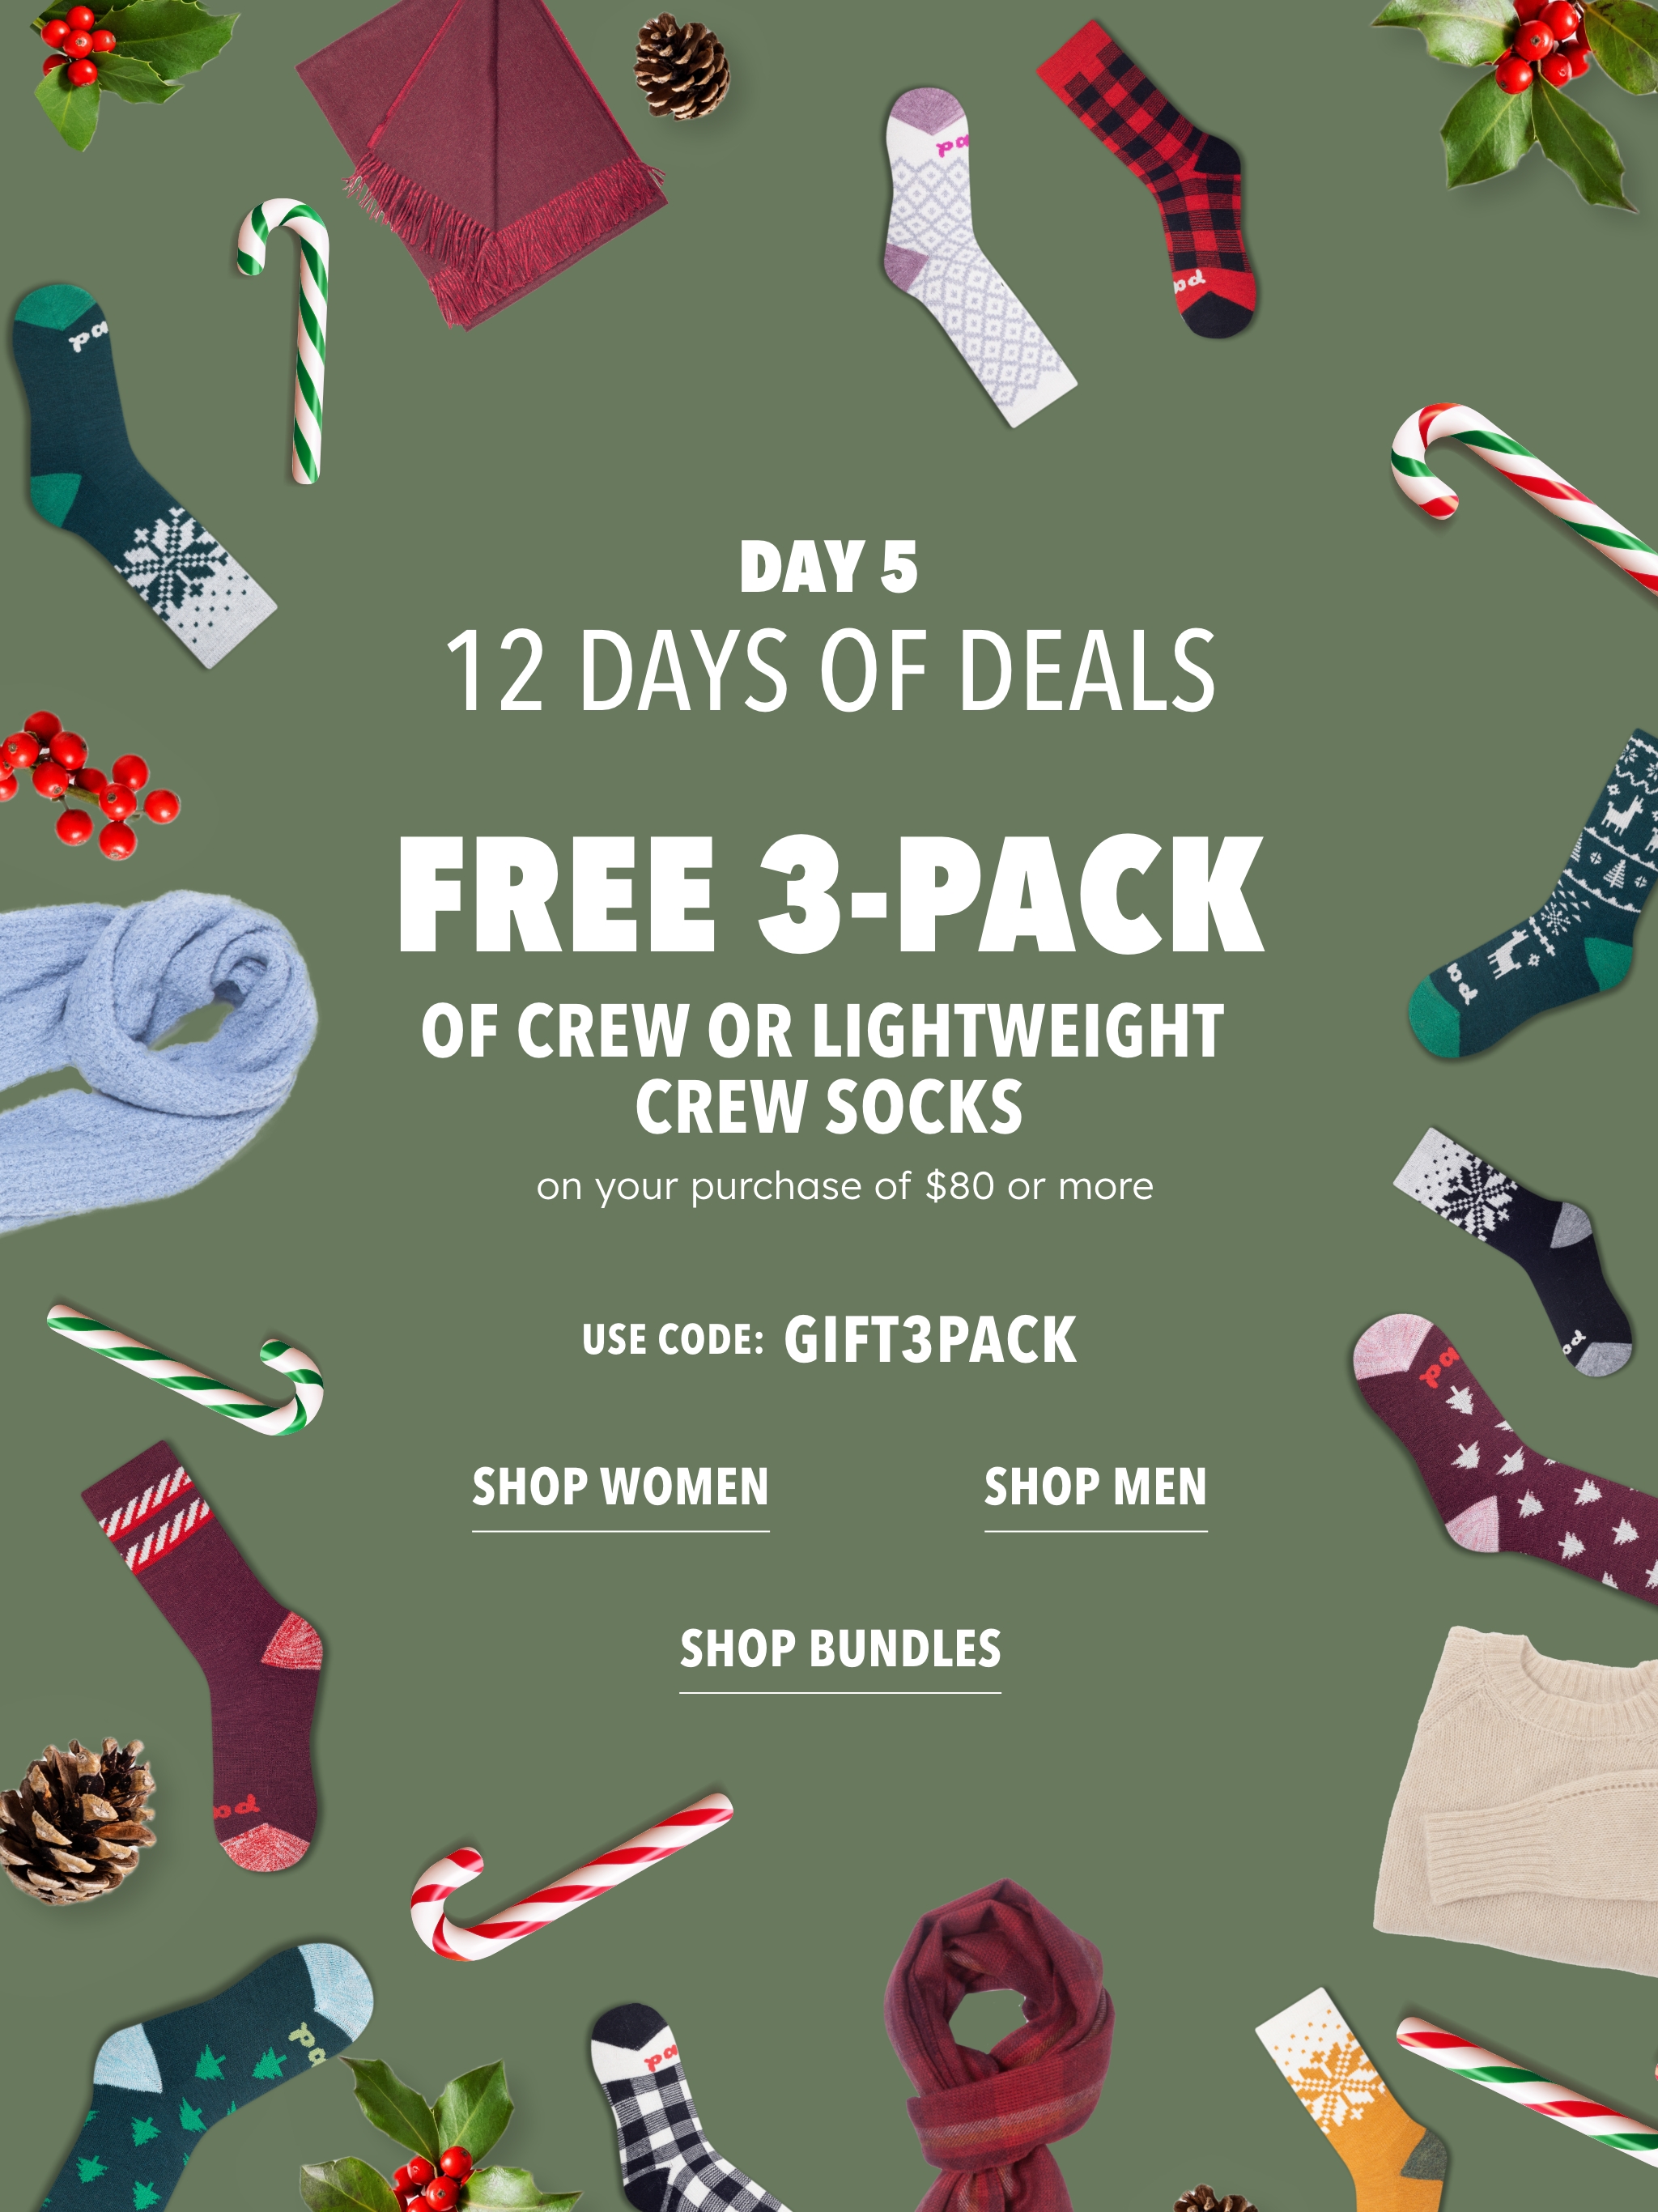 DAY 5
12 DAYS OF DEALS
FREE 3-PACK
OF CREW OR LIGHTWEIGHT
CREW SOCKS
on your purchase of $80 or more
USE CODE: GIFT3PACK
SHOP WOMEN
SHOP MEN
SHOP BUNDLES